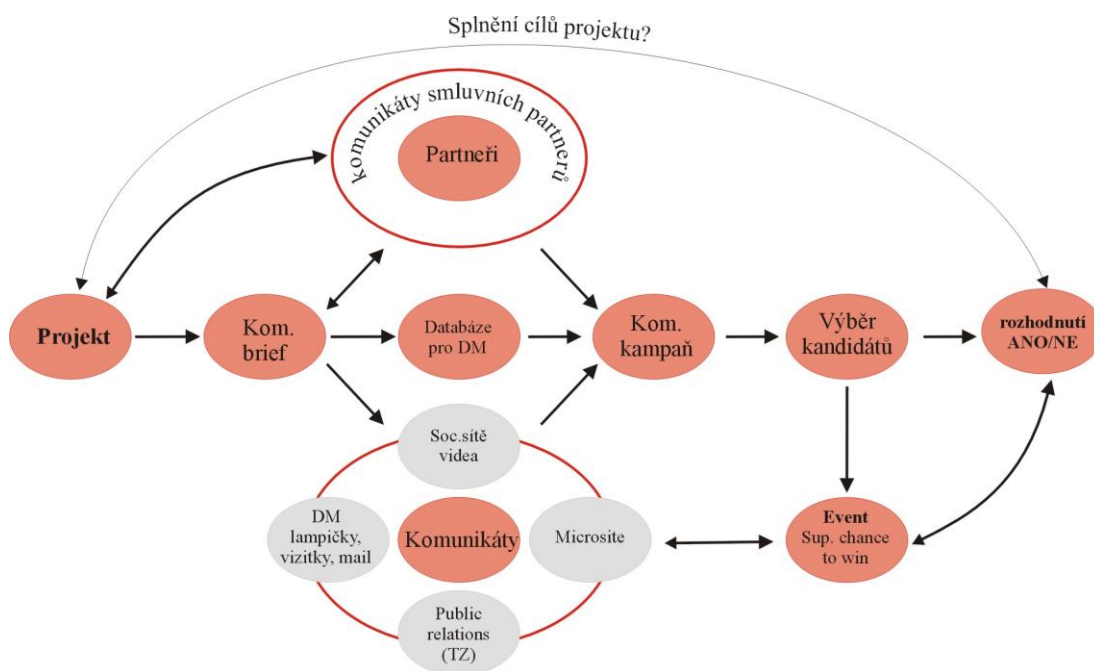 Splnění cílů projektu?
komunikáty smluvních partnerů
Partneři
Projekt
Kom.
brief
Databáze
pro DM
Kom.
kampaň
Výběr
kandidátů
rozhodnutí
ANO/NE
Soc.sítě
videa
DM
lampičky,
vizitky, mail
Komunikáty
Microsite
Public
relations
(TZ)
Event
Sup. chance
to win